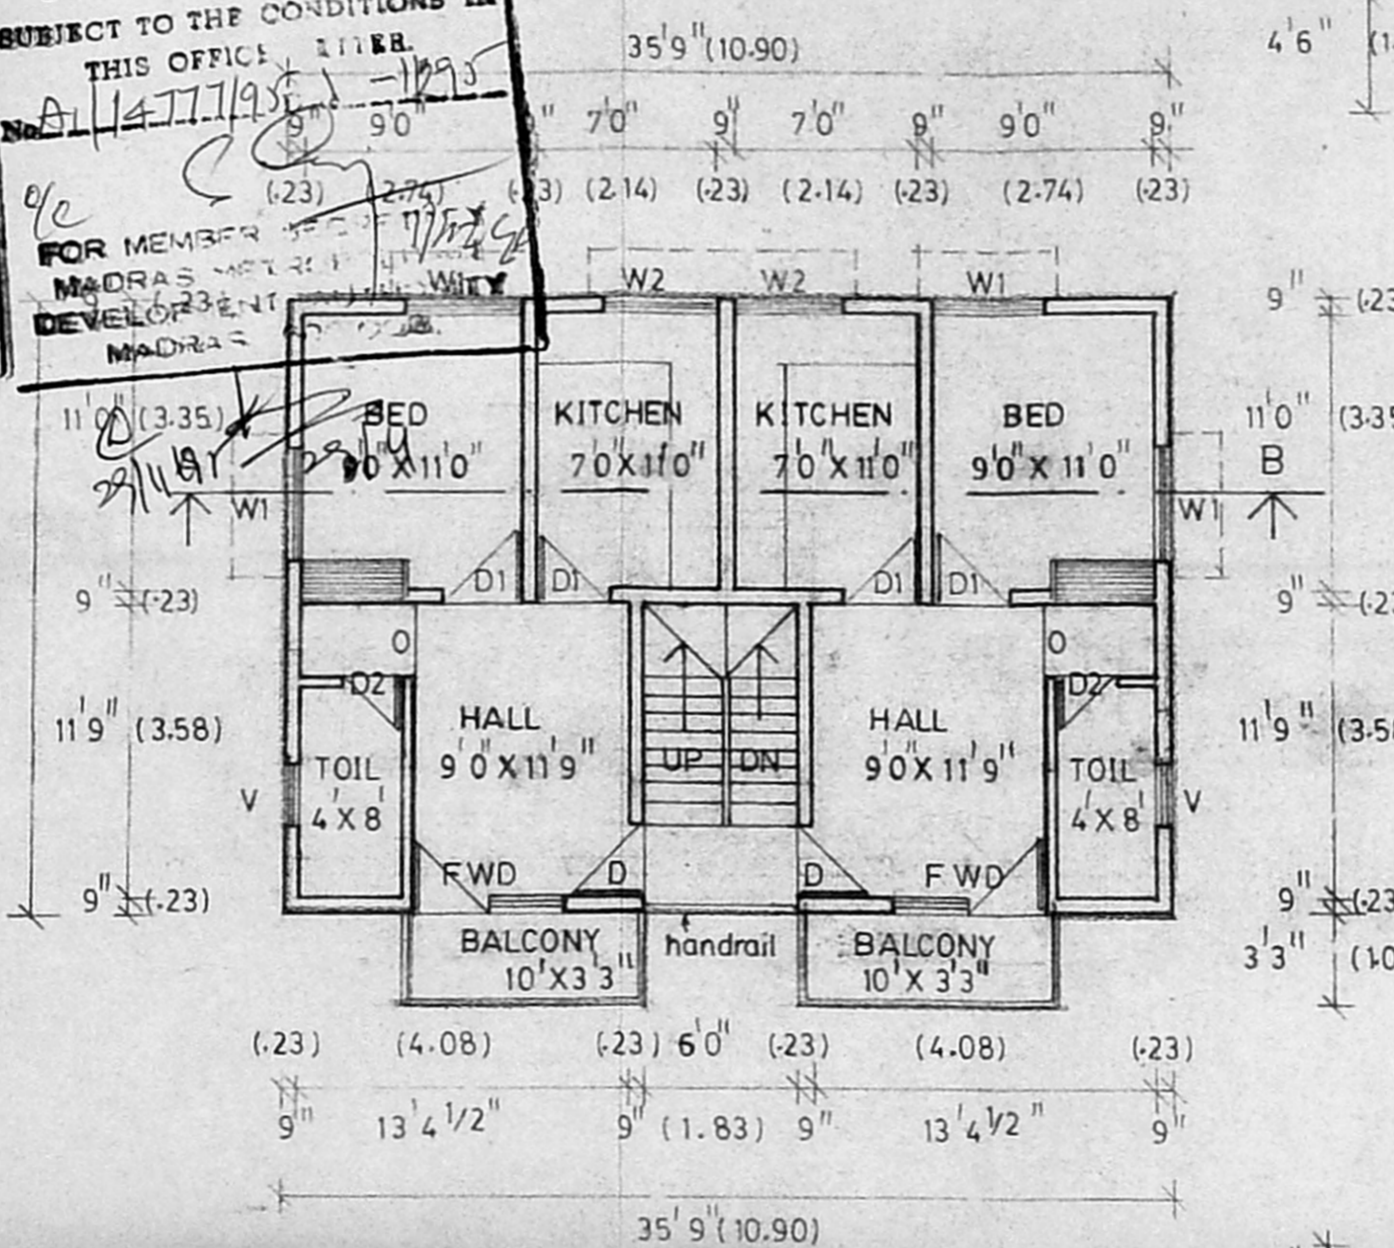 SUBJECT TO THE CONDITIONS IN
THIS OFFICE LETTER.
No.
FOR MEMBER
MADRAS
DEVELOPMENT
MADRAS
35'9"(10.90)
4'6"
9" 9'0" 9" 7'0" 9" 7'0" 9" 9'0" 9"
(.23) (2.74) (.23) (2.14) (.23) (2.14) (.23) (2.74) (.23)
W2 W2 W1
9"
11'0" (3.35) BED KITCHEN KITCHEN BED 11'0"
9'0" X 11'0" 7'0" X 11'0" 7'0" X 11'0" 9'0" X 11'0" B
W1 W1
D1 D1 D1 D1
9" (.23) 9"
O O
D2 D2
11'9" (3.58) HALL HALL 11'9"
9'0" X 11'9" 9'0" X 11'9"
TOIL UP DN TOIL
4' X 8' 4' X 8'
V V
FWD D D FWD
9" (.23) 9"
BALCONY handrail BALCONY 3'3"
10' X 3'3" 10' X 3'3"
(.23) (4.08) (.23) 6'0" (.23) (4.08) (.23)
9" 13'4 1/2" 9" (1.83) 9" 13'4 1/2" 9"
35'9"(10.90)